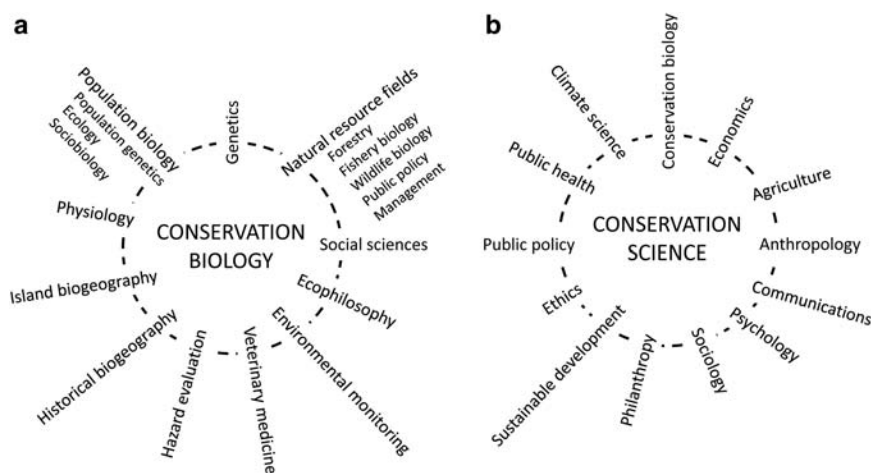 a
Population biology
Population genetics
Ecology
Sociobiology
Genetics
Natural resource fields
Forestry
Fishery biology
Wildlife biology
Public policy
Management
Physiology
CONSERVATION
BIOLOGY
Social sciences
Island biogeography
Ecophilosophy
Historical biogeography
Hazard evaluation
Veterinary medicine
Environmental monitoring
b
Climate science
Conservation biology
Economics
Public health
Agriculture
Public policy
CONSERVATION
SCIENCE
Anthropology
Ethics
Communications
Sustainable development
Philanthropy
Sociology
Psychology